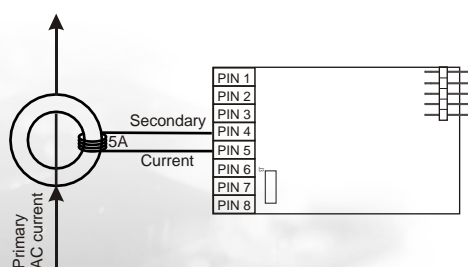 PIN 1
PIN 2
PIN 3
Secondary
PIN 4
5A
PIN 5
Current
PIN 6
PIN 7
PIN 8
Primary
AC current